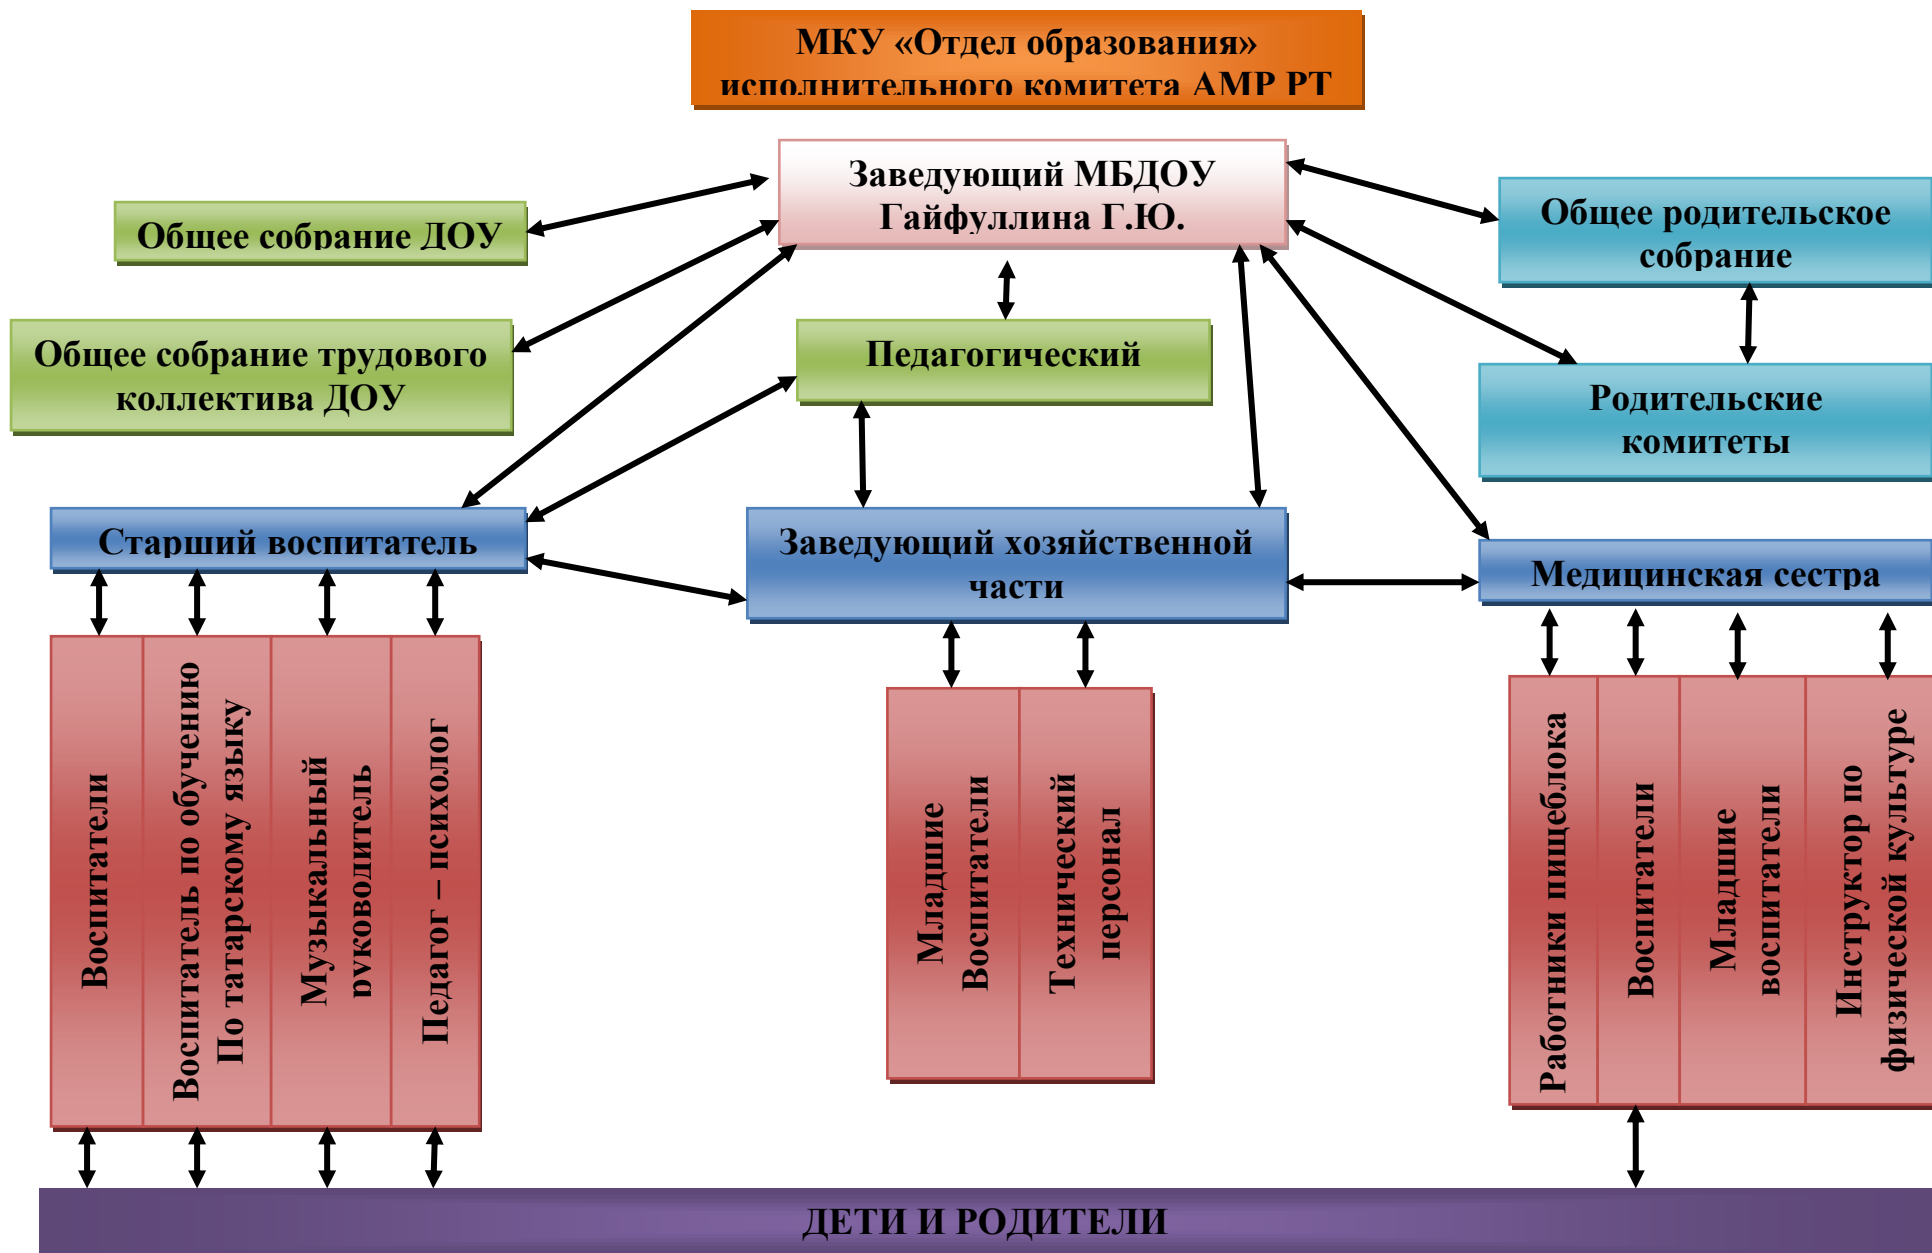 МКУ «Отдел образования»
исполнительного комитета АМР РТ
Заведующий МБДОУ
Гайфуллина Г.Ю.
Общее собрание ДОУ
Общее родительское
собрание
Общее собрание трудового
коллектива ДОУ
Педагогический
Родительские
комитеты
Старший воспитатель
Заведующий хозяйственной
части
Медицинская сестра
Воспитатели
Воспитатель по обучению
По татарскому языку
Музыкальный
руководитель
Педагог – психолог
Младшие
Воспитатели
Технический
персонал
Работники пищеблока
Воспитатели
Младшие
воспитатели
Инструктор по
физической культуре
ДЕТИ И РОДИТЕЛИ